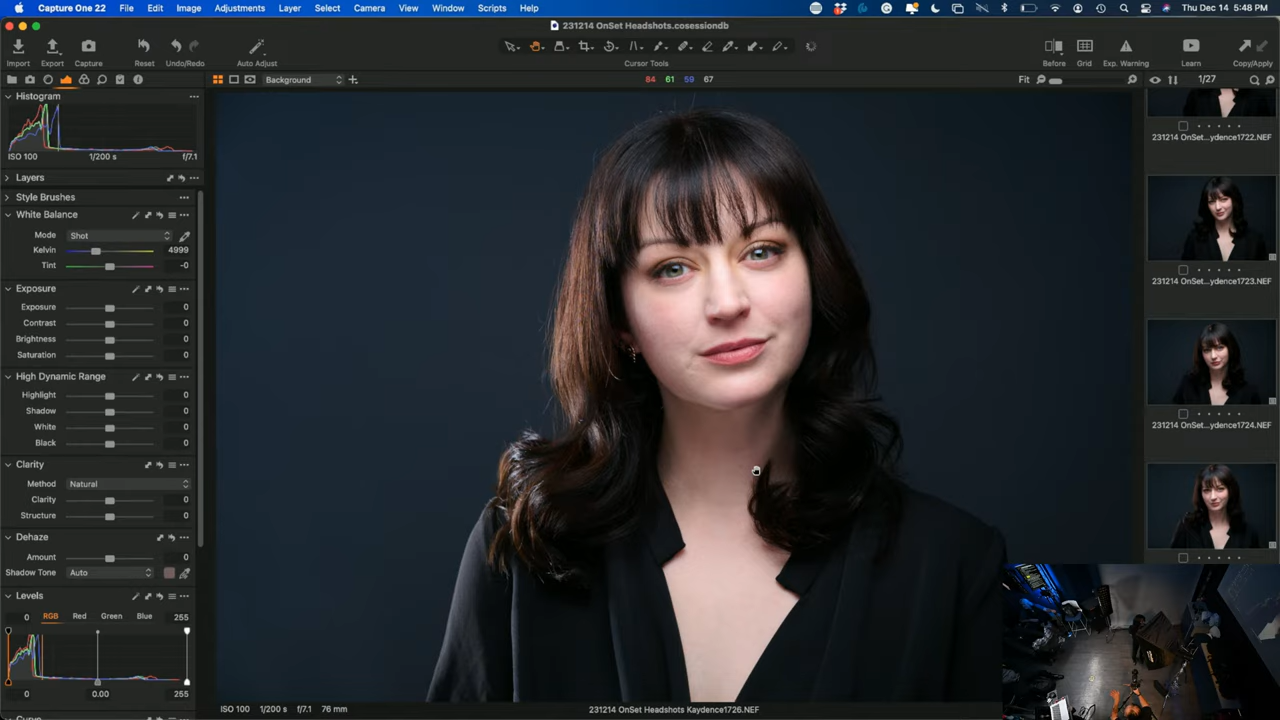 Capture One 22 File Edit Image Adjustments Layer Select Camera View Window Scripts Help Thu Dec 14 5:48 PM
231214 OnSet Headshots.cosessiondb
Import Export Capture Reset Undo/Redo Auto Adjust Cursor Tools Before Grid Exp. Warning Learn Copy/Apply
Background 84 61 59 67 Fit 1/27
Histogram
ISO 100 1/200 s f/7.1
Layers
Style Brushes
White Balance
Mode Shot
Kelvin 4999
Tint -0
Exposure
Exposure 0
Contrast 0
Brightness 0
Saturation 0
High Dynamic Range
Highlight 0
Shadow 0
White 0
Black 0
Clarity
Method Natural
Clarity 0
Structure 0
Dehaze
Amount 0
Shadow Tone Auto
Levels
0 RGB Red Green Blue 255
0 0.00 255
231214 OnSet...ydence1722.NEF
231214 OnSet...ydence1723.NEF
231214 OnSet...ydence1724.NEF
ISO 100 1/200 s f/7.1 76 mm 231214 OnSet Headshots Kaydence1726.NEF